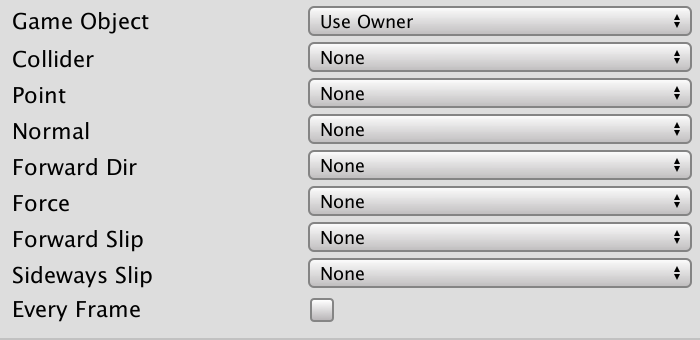 Game Object Use Owner
Collider None
Point None
Normal None
Forward Dir None
Force None
Forward Slip None
Sideways Slip None
Every Frame